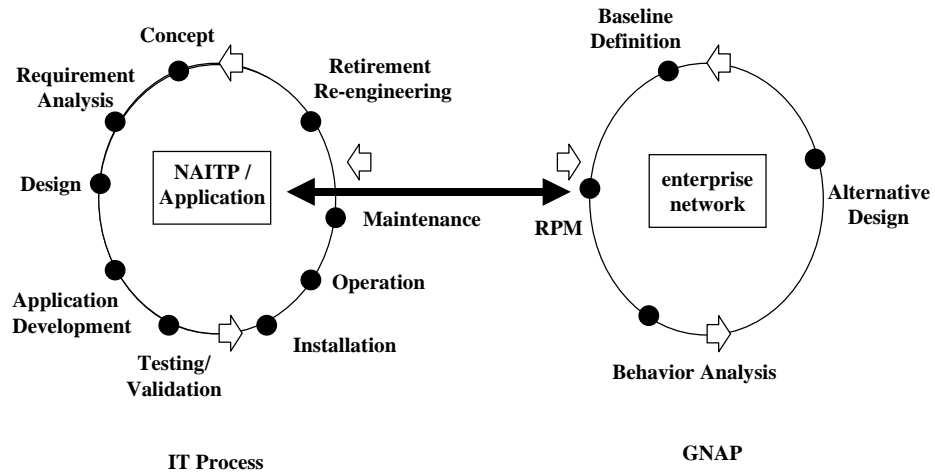 Concept
Requirement
Analysis
Design
Application
Development
Testing/
Validation
Installation
Operation
Maintenance
Retirement
Re-engineering
NAITP /
Application
IT Process
Baseline
Definition
RPM
enterprise
network
Alternative
Design
Behavior Analysis
GNAP